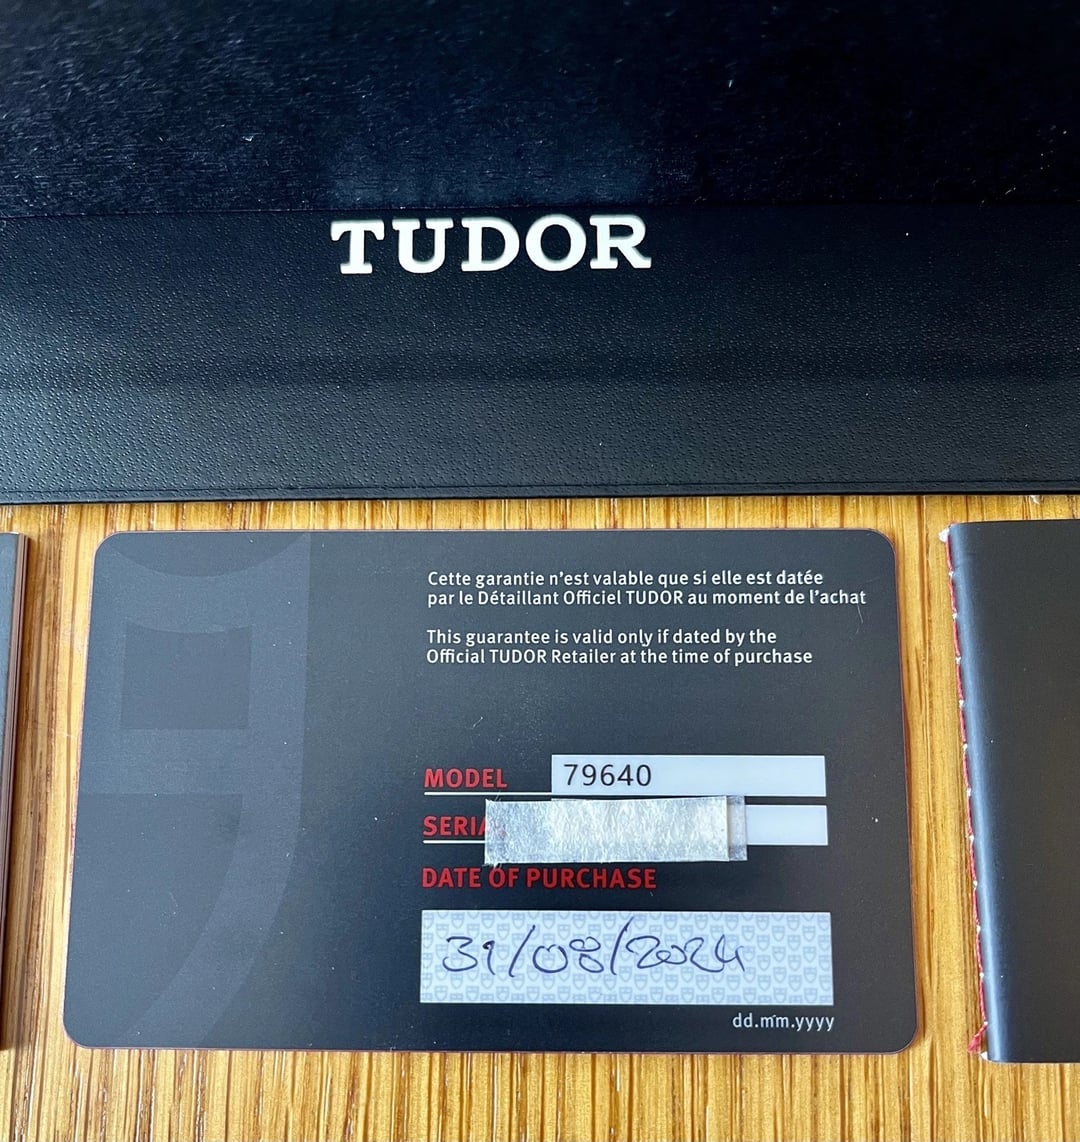 TUDOR
Cette garantie n'est valable que si elle est datée
par le Détaillant Officiel TUDOR au moment de l'achat
This guarantee is valid only if dated by the
Official TUDOR Retailer at the time of purchase
MODEL 79640
SERIA
DATE OF PURCHASE
31/08/2024
dd.mm.yyyy